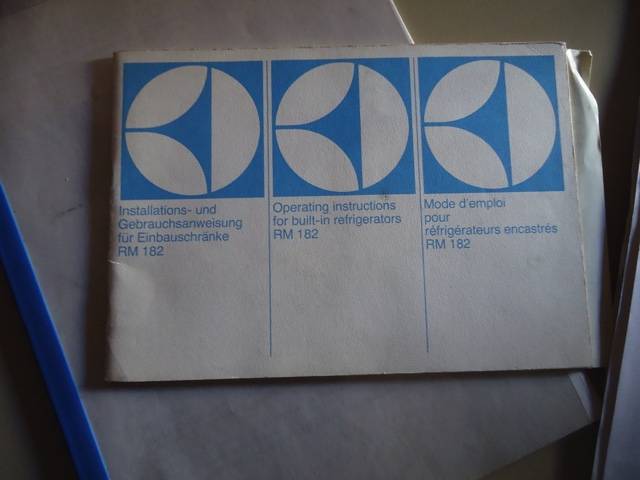 Installations- und
Gebrauchsanweisung
für Einbauschränke
RM 182
Operating instructions
for built-in refrigerators
RM 182
Mode d'emploi
pour
réfrigérateurs encastrés
RM 182